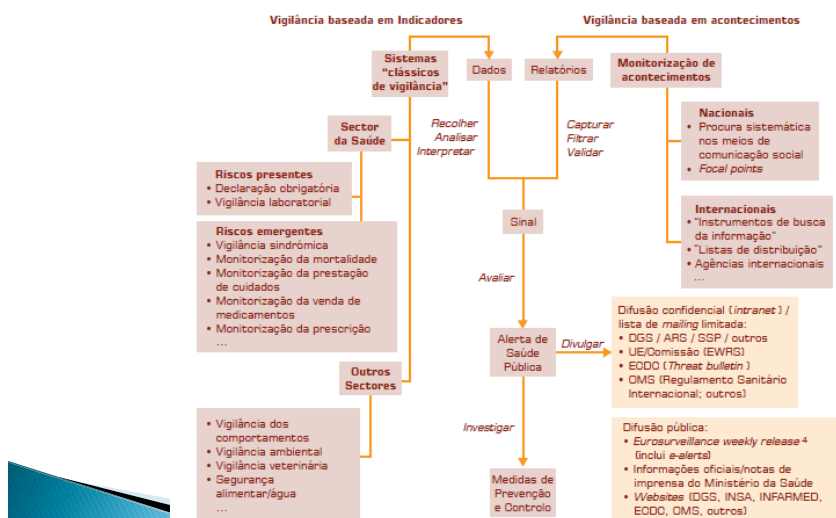 Vigilância baseada em Indicadores
Vigilância baseada em acontecimentos
Sistemas
"clássicos
de vigilância"
Dados
Relatórios
Monitorização de
acontecimentos
Sector
da Saúde
Recolher
Analisar
Interpretar
Capturar
Filtrar
Validar
Nacionais
• Procura sistemática
nos meios de
comunicação social
• Focal points
Riscos presentes
• Declaração obrigatória
• Vigilância laboratorial
Riscos emergentes
• Vigilância sindrómica
• Monitorização da mortalidade
• Monitorização da prestação
de cuidados
• Monitorização da venda de
medicamentos
• Monitorização da prescrição
...
Sinal
Internacionais
• "Instrumentos de busca
da informação"
• "Listas de distribuição"
• Agências internacionais
...
Avaliar
Alerta de
Saúde
Pública
Divulgar
Difusão confidencial (intranet) /
lista de mailing limitada:
• DGS / ARS / SSP / outros
• UE/Comissão (EWRS)
• ECDC (Threat bulletin)
• OMS (Regulamento Sanitário
Internacional; outros)
Outros
Sectores
• Vigilância dos
comportamentos
• Vigilância ambiental
• Vigilância veterinária
• Segurança
alimentar/água
...
Investigar
Medidas de
Prevenção
e Controlo
Difusão pública:
• Eurosurveillance weekly release 4
(inclui e-alerts)
• Informações oficiais/notas de
imprensa do Ministério da Saúde
• Websites (DGS, INSA, INFARMED,
ECDC, OMS, outros)